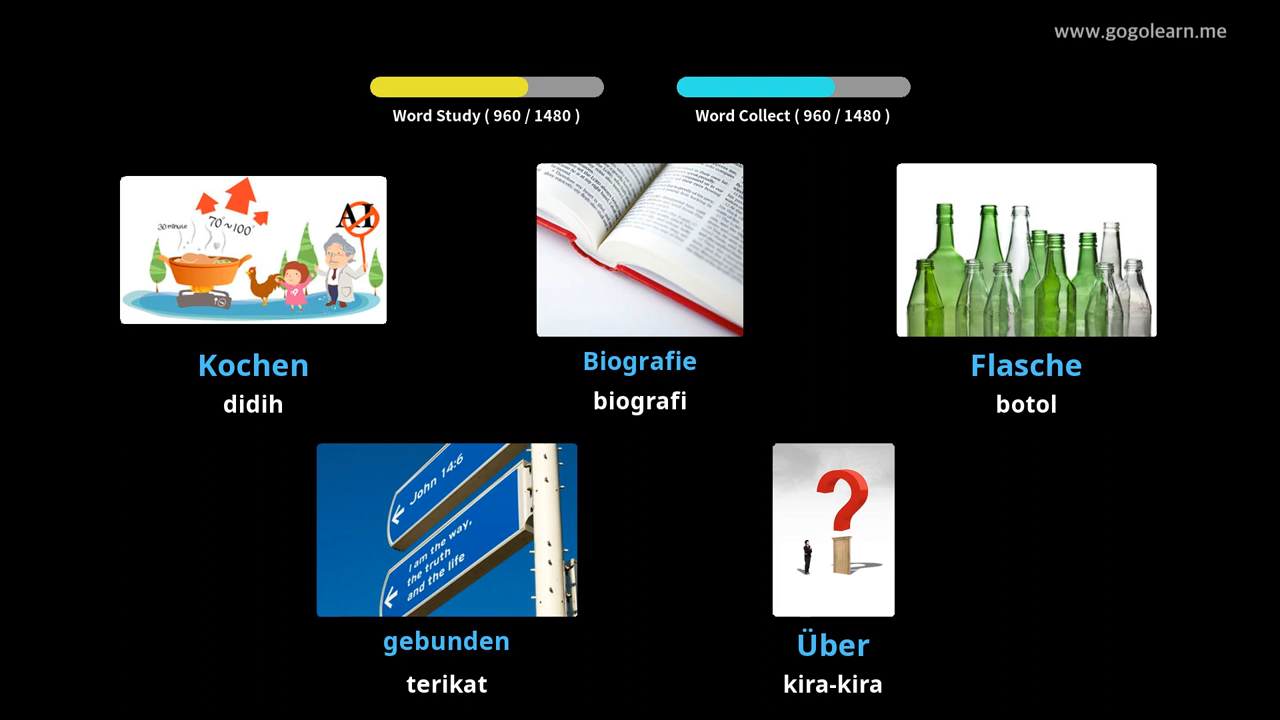 www.gogolearn.me
Word Study ( 960 / 1480 )
Word Collect ( 960 / 1480 )
30 minute
70°~100°
AI
Kochen
didih
Biografie
biografi
Flasche
botol
John 14:6
I am the way,
the truth
and the life
gebunden
terikat
?
Über
kira-kira